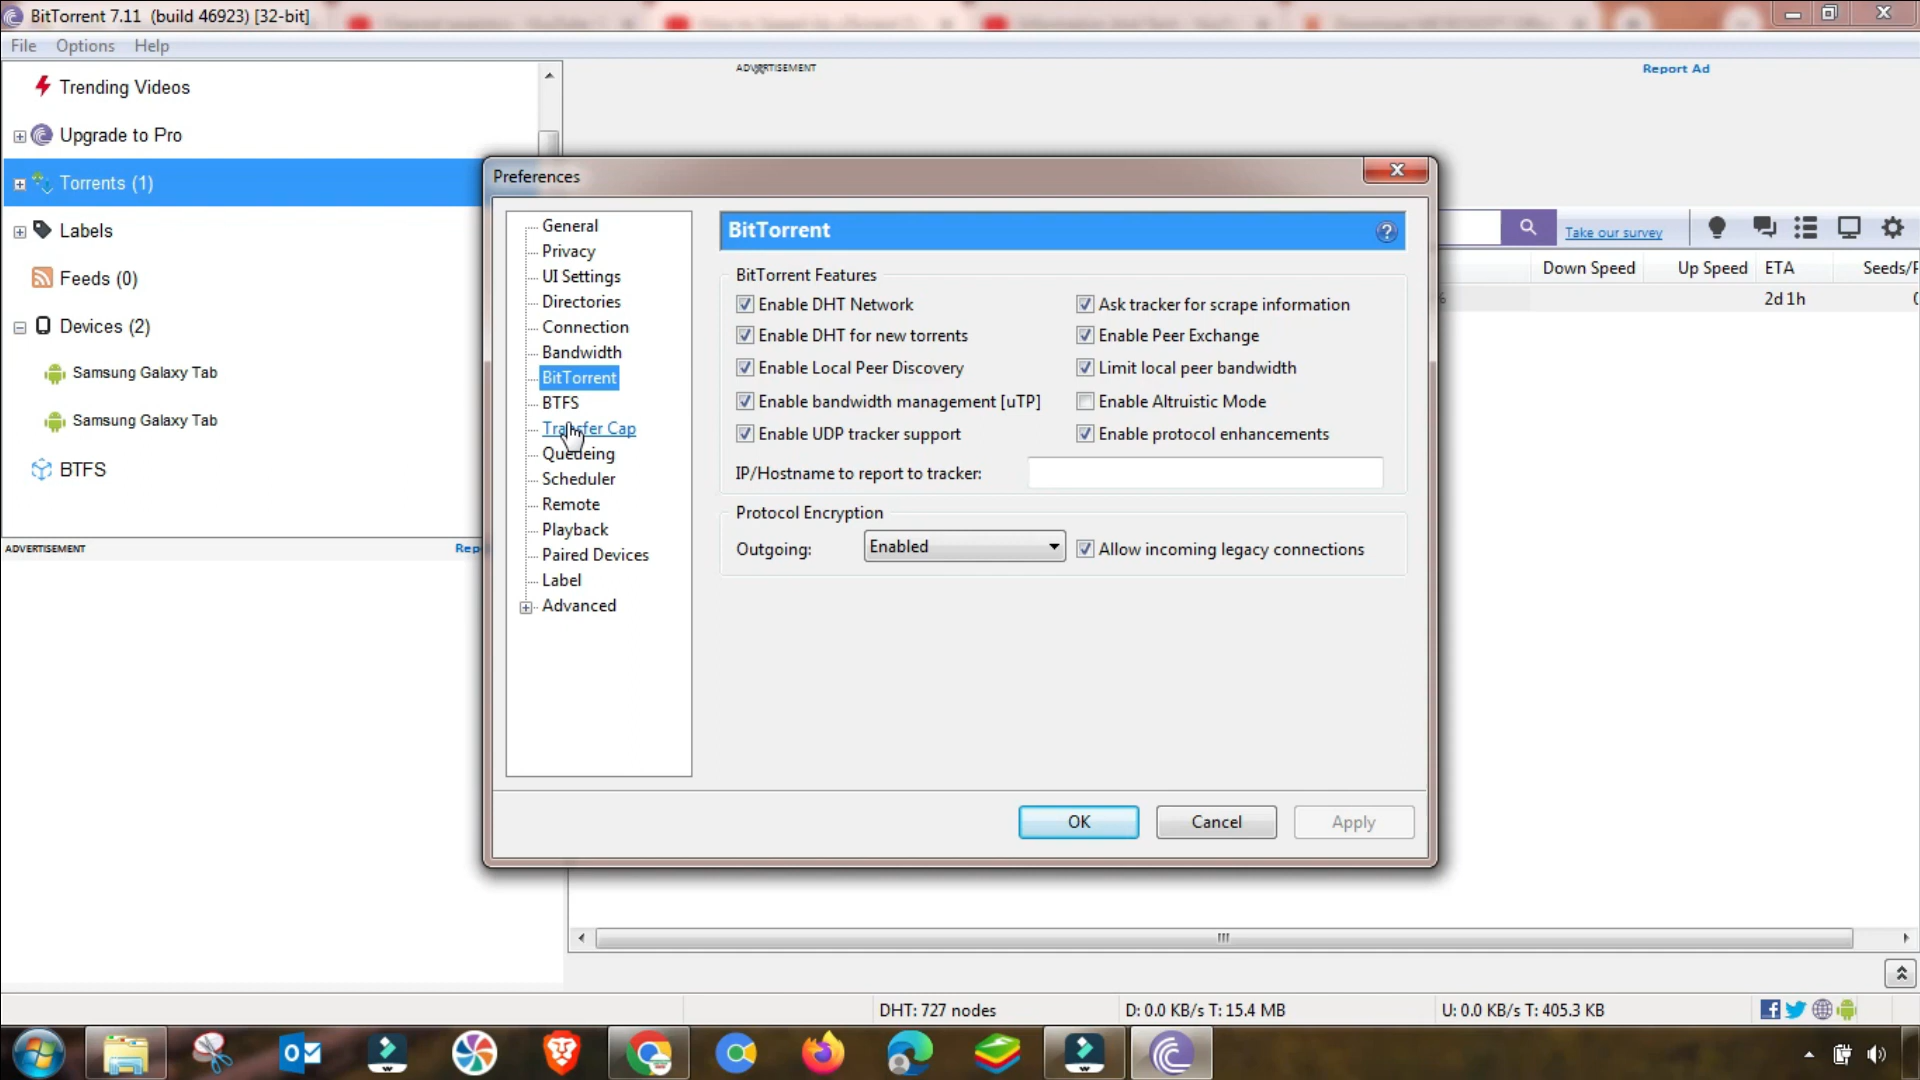 BitTorrent 7.11 (build 46923) [32-bit]
File Options Help
Trending Videos
Upgrade to Pro
Torrents (1)
Labels
Feeds (0)
Devices (2)
Samsung Galaxy Tab
Samsung Galaxy Tab
BTFS
ADVERTISEMENT
ADVERTISEMENT Report Ad
Take our survey
Down Speed Up Speed ETA
2d 1h
Preferences
General
Privacy
UI Settings
Directories
Connection
Bandwidth
BitTorrent
BTFS
Transfer Cap
Queueing
Scheduler
Remote
Playback
Paired Devices
Label
Advanced
BitTorrent
BitTorrent Features
Enable DHT Network Ask tracker for scrape information
Enable DHT for new torrents Enable Peer Exchange
Enable Local Peer Discovery Limit local peer bandwidth
Enable bandwidth management [uTP] Enable Altruistic Mode
Enable UDP tracker support Enable protocol enhancements
IP/Hostname to report to tracker:
Protocol Encryption
Outgoing: Enabled Allow incoming legacy connections
OK Cancel Apply
DHT: 727 nodes D: 0.0 KB/s T: 15.4 MB U: 0.0 KB/s T: 405.3 KB